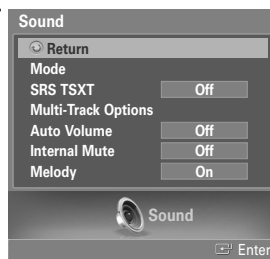 Sound
Return
Mode
SRS TSXT Off
Multi-Track Options
Auto Volume Off
Internal Mute Off
Melody On
Sound
Enter